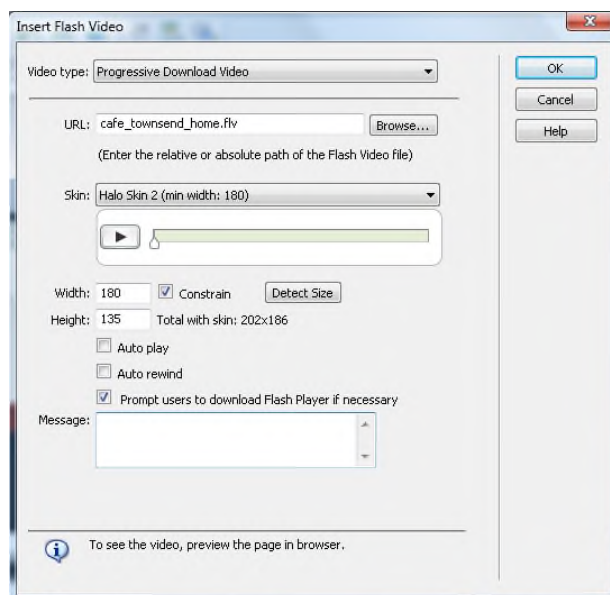 Insert Flash Video
Video type: Progressive Download Video
OK
Cancel
Help
URL: cafe_townsend_home.flv Browse...
(Enter the relative or absolute path of the Flash Video file)
Skin: Halo Skin 2 (min width: 180)
Width: 180 Constrain Detect Size
Height: 135 Total with skin: 202x186
Auto play
Auto rewind
Prompt users to download Flash Player if necessary
Message:
To see the video, preview the page in browser.